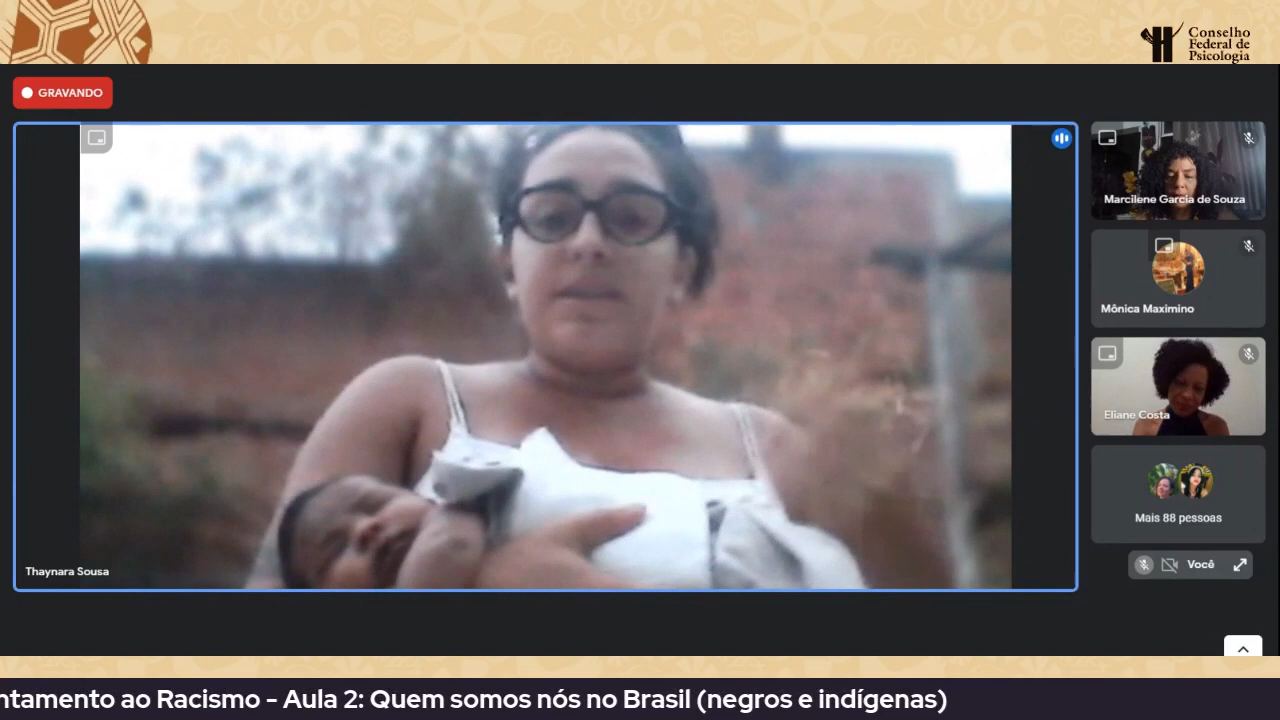 Conselho
Federal de
Psicologia
GRAVANDO
Marcilene Garcia de Souza
Mônica Maximino
Eliane Costa
Mais 88 pessoas
Thaynara Sousa
Você
ntamento ao Racismo - Aula 2: Quem somos nós no Brasil (negros e indígenas)